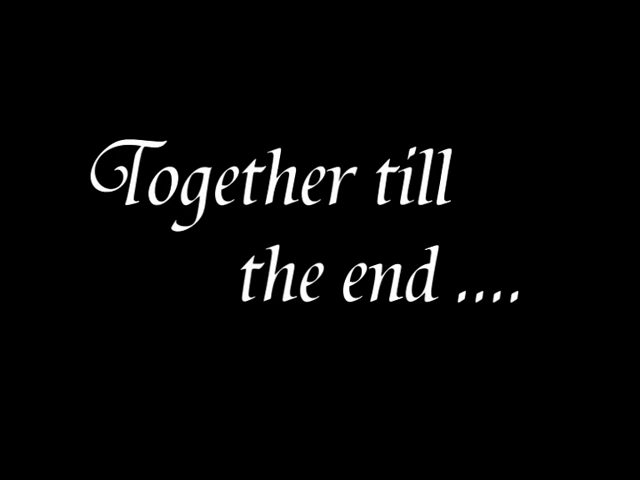 Together till
the end ....